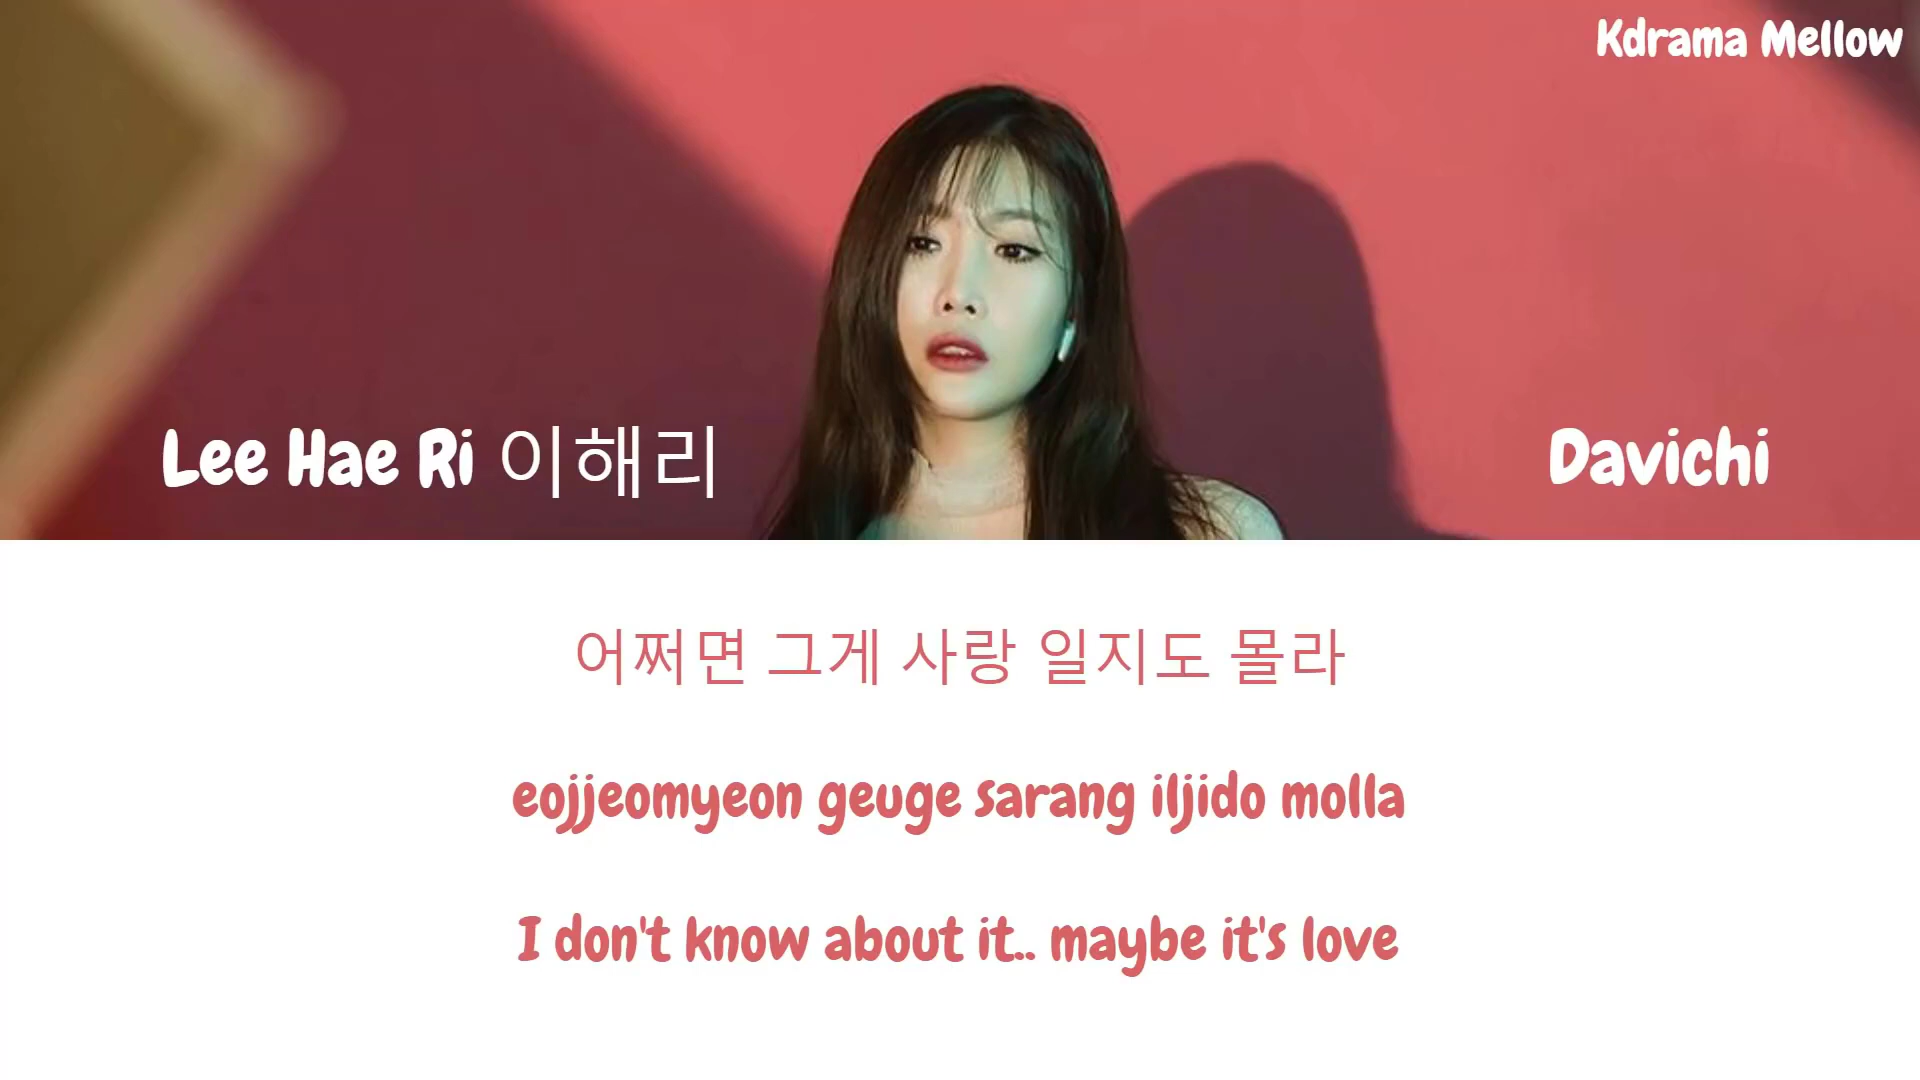 Kdrama Mellow
Lee Hae Ri 이해리
Davichi
어쩌면 그게 사랑 일지도 몰라
eojjeomyeon geuge sarang iljido molla
I don't know about it.. maybe it's love